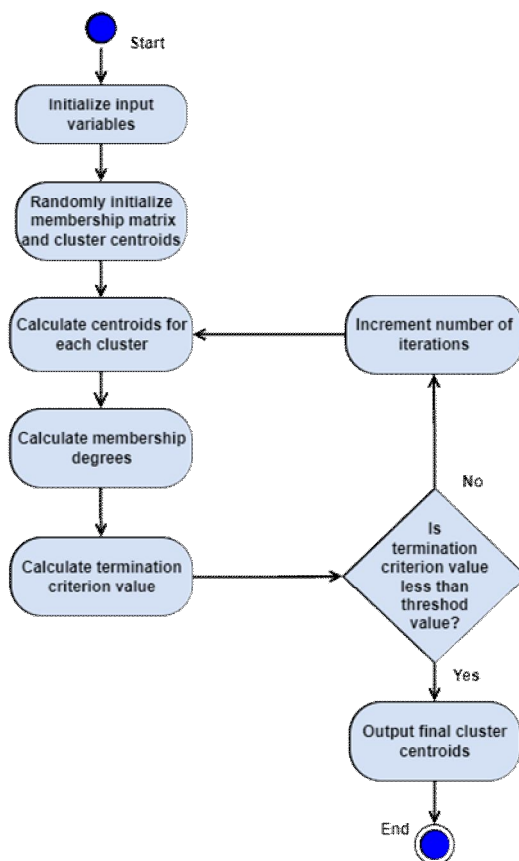 Start
Initialize input
variables
Randomly initialize
membership matrix
and cluster centroids
Calculate centroids for
each cluster
Increment number of
iterations
Calculate membership
degrees
No
Calculate termination
criterion value
Is
termination
criterion value
less than
threshod
value?
Yes
Output final cluster
centroids
End